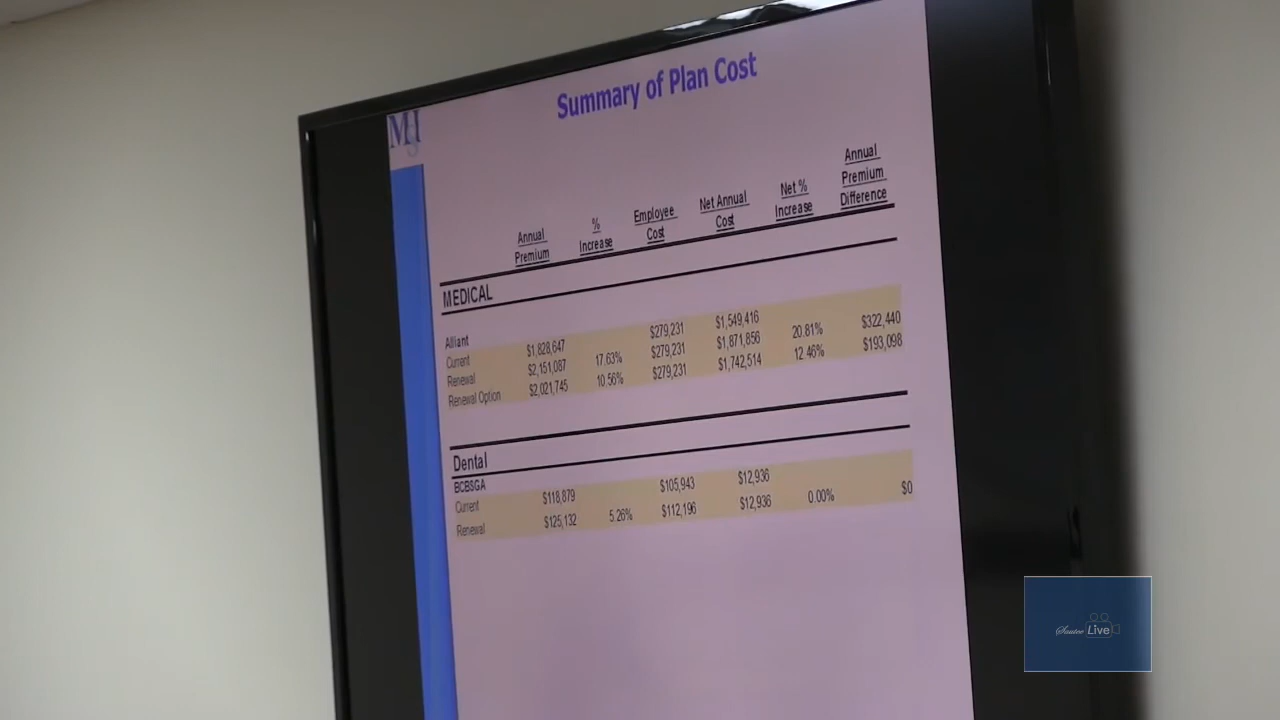 MSI
Summary of Plan Cost
Annual Premium % Increase Employee Cost Net Annual Cost Net % Increase Annual Premium Difference
MEDICAL
Alliant
Current $1,828,647 $279,231 $1,549,416
Renewal $2,151,087 17.63% $279,231 $1,871,856 20.81% $322,440
Renewal Option $2,021,745 10.56% $279,231 $1,742,514 12.46% $193,098
Dental
BCBSGA
Current $118,879 $105,943 $12,936
Renewal $125,132 5.26% $112,196 $12,936 0.00% $0
Live